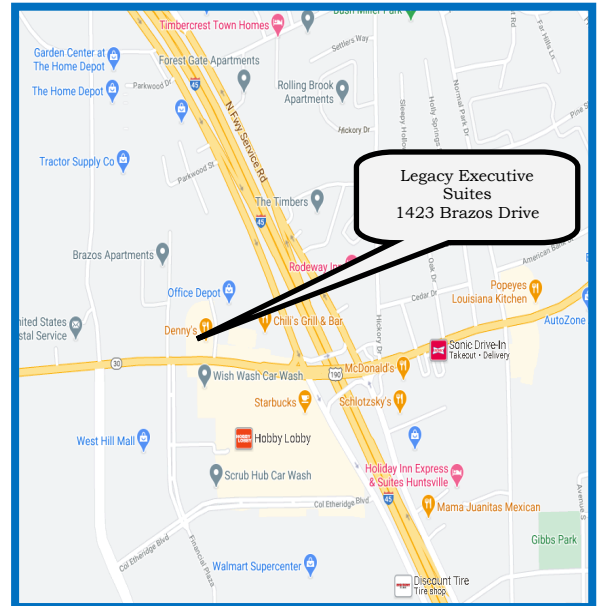 Bush Miller Park
Timbercrest Town Homes
Settlers Way
Rd
Far Hills Ln
Garden Center at
The Home Depot
Forest Gate Apartments
45
The Home Depot
Parkwood Dr
Rolling Brook
Apartments
N Fwy Service Rd
Sleepy Hollow
Holly Springs
Normal Park Dr
Pine S
Hickory Dr
Tractor Supply Co
Parkwood St
Legacy Executive
Suites
1423 Brazos Drive
The Timbers
45
Brazos Apartments
Rodeway Inn
Oak Dr
American Bank
Office Depot
Cedar Dr
Popeyes
Louisiana Kitchen
AutoZone
nited States
stal Service
Denny's
Chili's Grill & Bar
Hickory Dr
Sonic Drive-In
Takeout • Delivery
30
190
Wish Wash Car Wash
McDonald's
Starbucks
Schlotzsky's
West Hill Mall
HOBBY
LOBBY
Hobby Lobby
Scrub Hub Car Wash
Holiday Inn Express
& Suites Huntsville
45
Col Etheridge Blvd
Mama Juanitas Mexican
Avenue S
Col Etheridge Blvd
Financial Plaza
Gibbs Park
Walmart Supercenter
Discount Tire
Tire shop